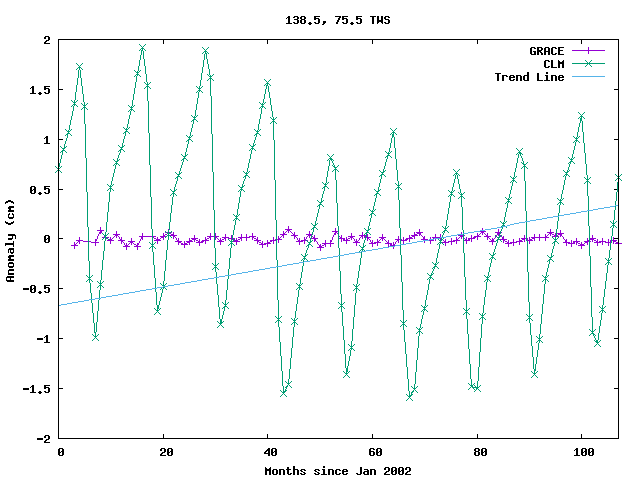 138.5, 75.5 TWS
GRACE
CLM
Trend Line
2
1.5
1
0.5
0
-0.5
-1
-1.5
-2
Anomaly (cm)
0 20 40 60 80 100
Months since Jan 2002